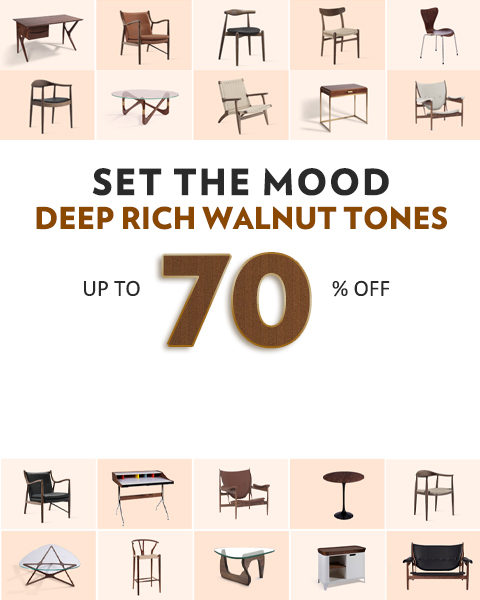 SET THE MOOD
DEEP RICH WALNUT TONES
UP TO 70 % OFF